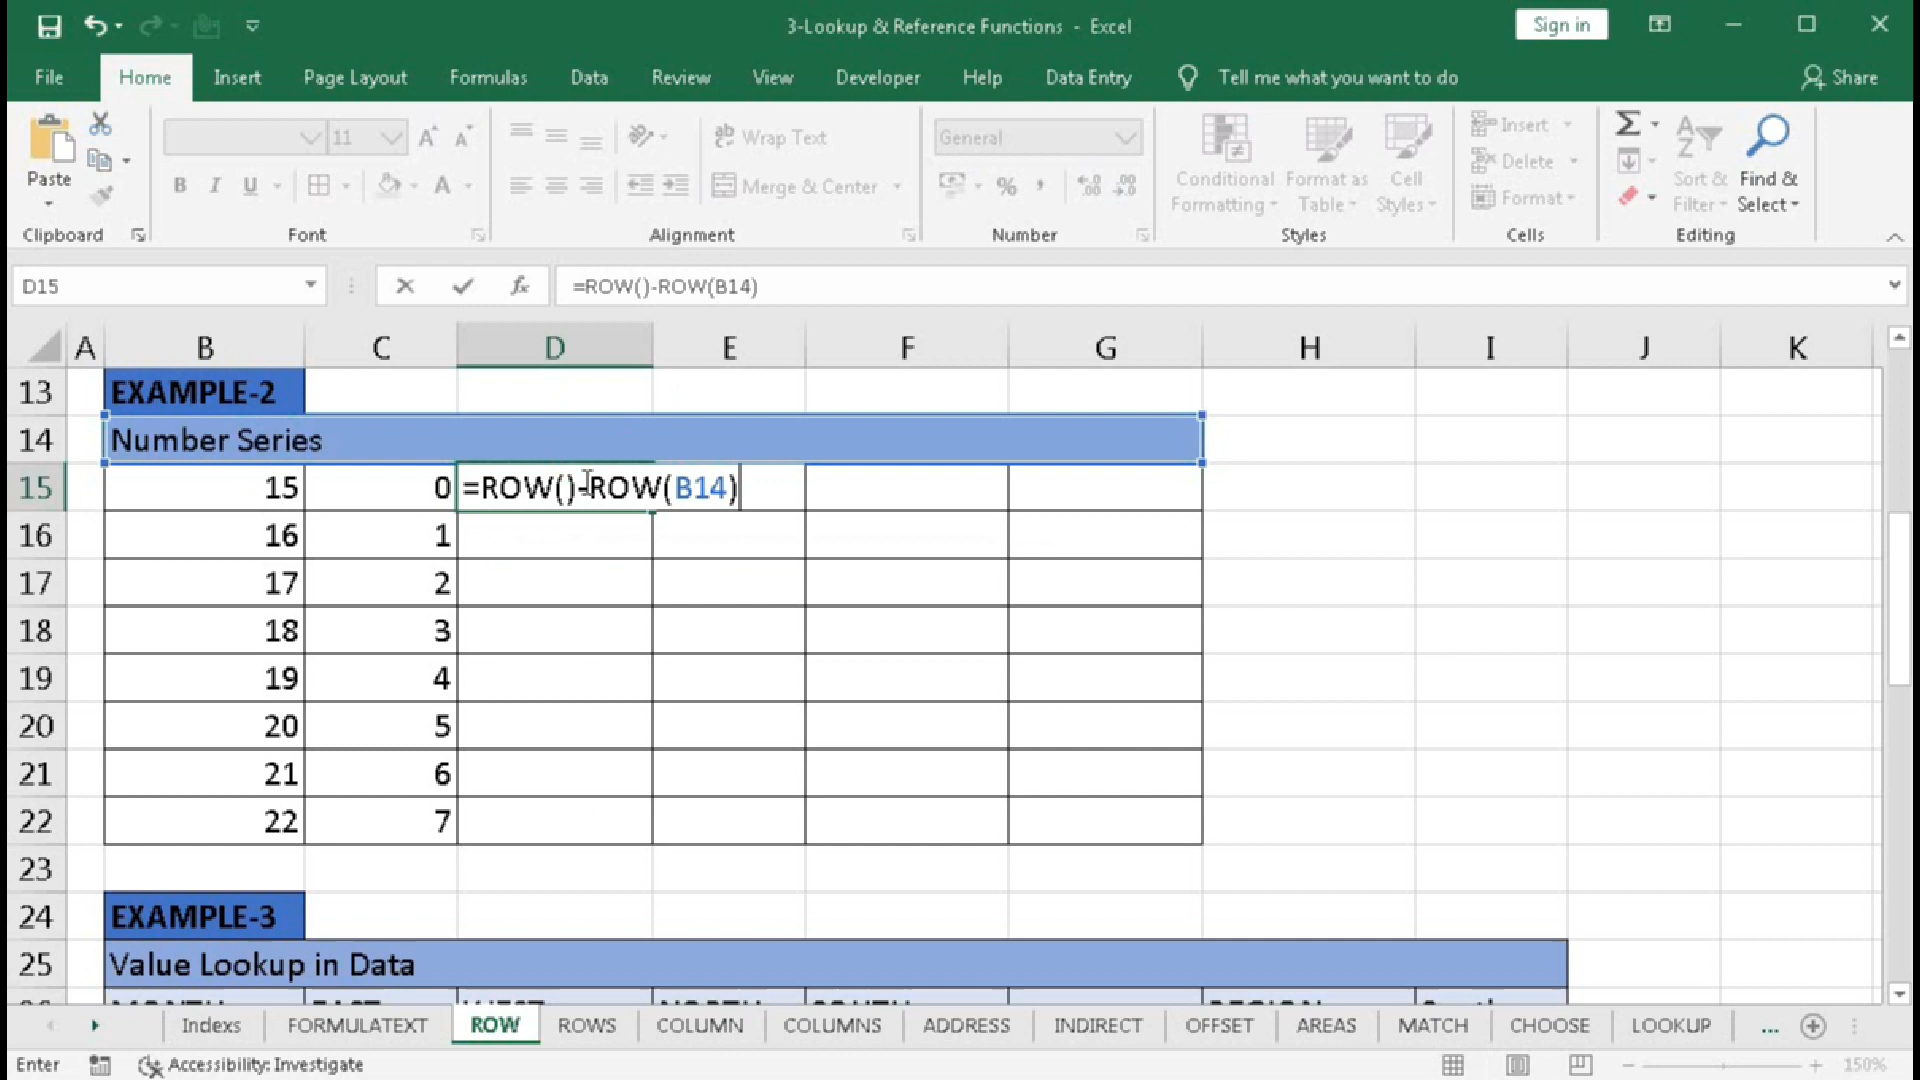 3-Lookup & Reference Functions - Excel
Sign in
File Home Insert Page Layout Formulas Data Review View Developer Help Data Entry Tell me what you want to do Share
Paste
11
Wrap Text
Merge & Center
General
Conditional Formatting
Format as Table
Cell Styles
Insert
Delete
Format
Sort & Filter
Find & Select
Clipboard Font Alignment Number Styles Cells Editing
D15 fx =ROW()-ROW(B14)
A B C D E F G H I J K
13 EXAMPLE-2
14 Number Series
15 15 0 =ROW()-ROW(B14)
16 16 1
17 17 2
18 18 3
19 19 4
20 20 5
21 21 6
22 22 7
23
24 EXAMPLE-3
25 Value Lookup in Data
Indexs FORMULATEXT ROW ROWS COLUMN COLUMNS ADDRESS INDIRECT OFFSET AREAS MATCH CHOOSE LOOKUP ...
Enter Accessibility: Investigate 150%